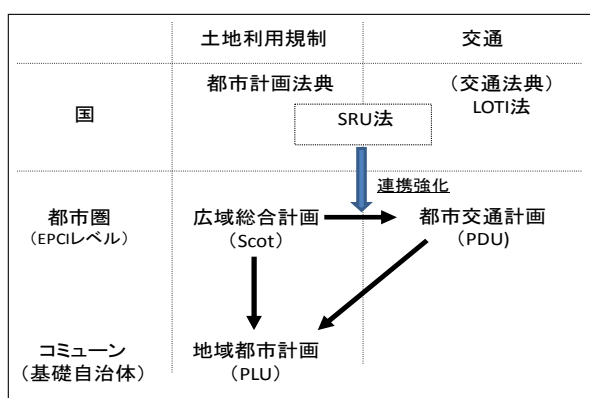 土地利用規制 交通
国 都市計画法典 (交通法典)
LOTI法
SRU法
連携強化
都市圏 広域総合計画 都市交通計画
(EPCIレベル) (Scot) (PDU)
コミューン 地域都市計画
(基礎自治体) (PLU)